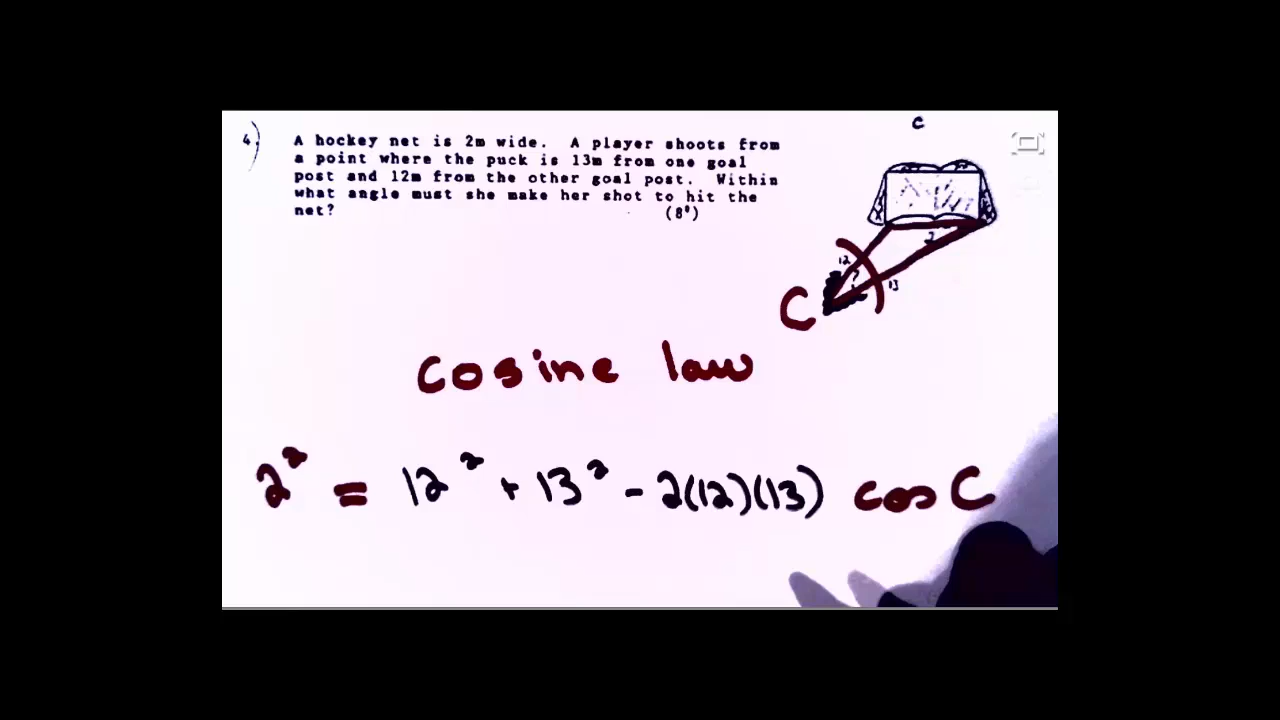 4.) A hockey net is 2m wide. A player shoots from
a point where the puck is 13m from one goal
post and 12m from the other goal post. Within
what angle must she make her shot to hit the
net? (8°)
c
2
12
?
13
C
cosine law
2² = 12² + 13² - 2(12)(13) cos C